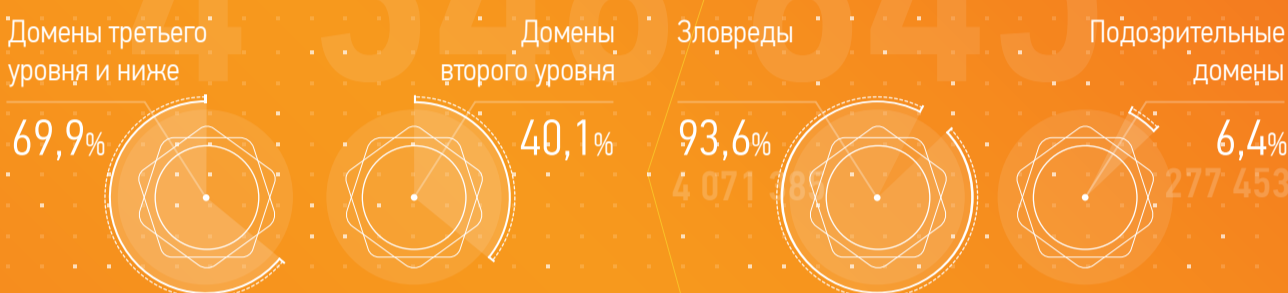 Домены третьего
уровня и ниже
69,9%
Домены
второго уровня
40,1%
Зловреды
93,6%
Подозрительные
домены
6,4%
277 453